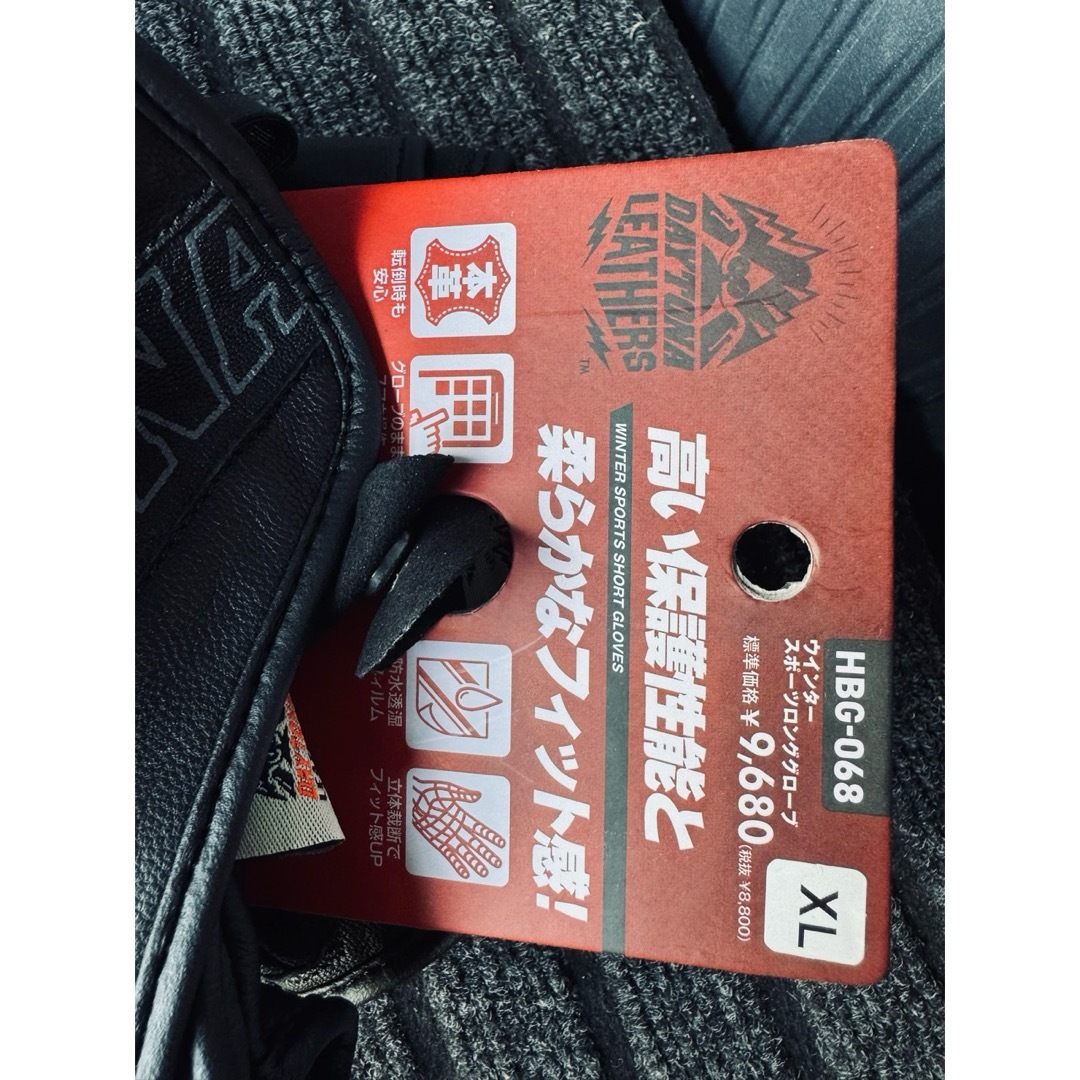 DAYTONA
LEATHERS
TM
HBG-068
ウインター
スポーツロンググローブ
標準価格 ¥9,680(税抜 ¥8,800)
XL
高い保護性能と
WINTER SPORTS SHORT GLOVES
柔らかなフィット感!
本革
転倒時も
安心
グローブのまま
防水透湿
立体裁断で
フィット感UP